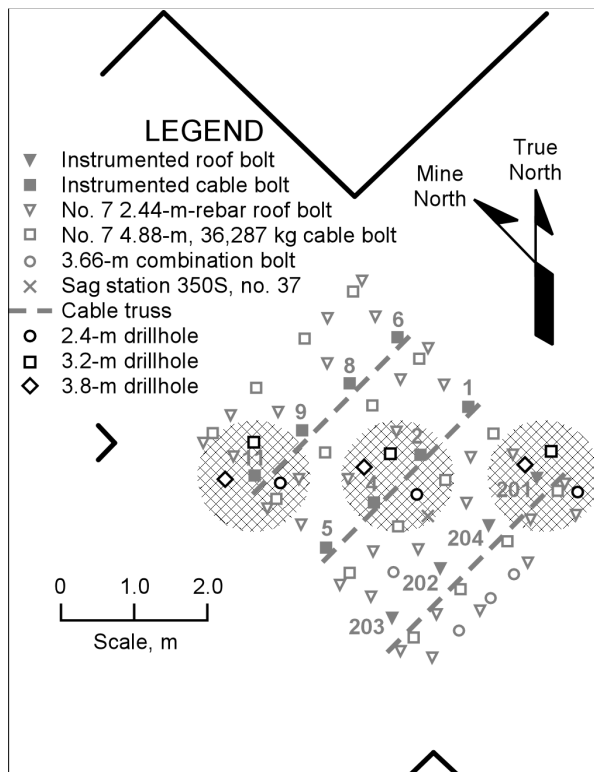 LEGEND
Instrumented roof bolt
Instrumented cable bolt
No. 7 2.44-m-rebar roof bolt
No. 7 4.88-m, 36,287 kg cable bolt
3.66-m combination bolt
Sag station 350S, no. 37
Cable truss
2.4-m drillhole
3.2-m drillhole
3.8-m drillhole
Mine
North
True
North
6
8
1
9
2
11
4
201
5
204
202
203
0 1.0 2.0
Scale, m